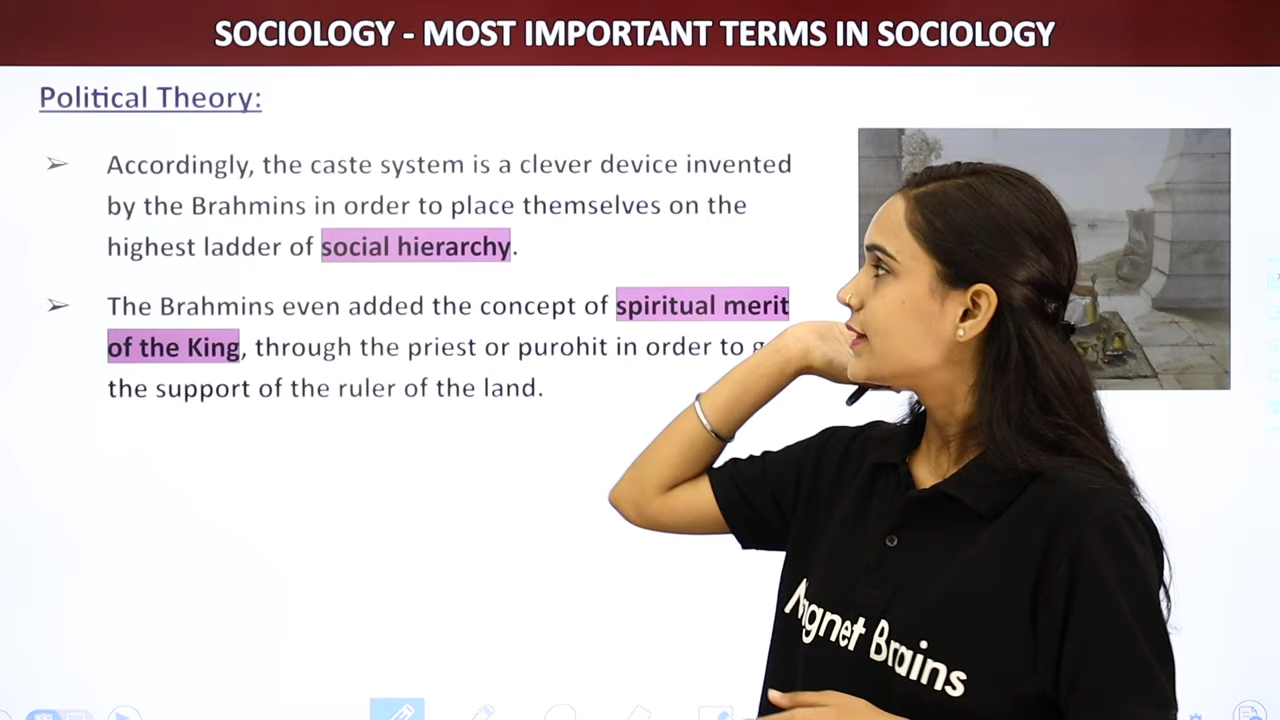 SOCIOLOGY - MOST IMPORTANT TERMS IN SOCIOLOGY
Political Theory:
➢ Accordingly, the caste system is a clever device invented
by the Brahmins in order to place themselves on the
highest ladder of social hierarchy.
➢ The Brahmins even added the concept of spiritual merit
of the King, through the priest or purohit in order to
the support of the ruler of the land.
Magnet Brains